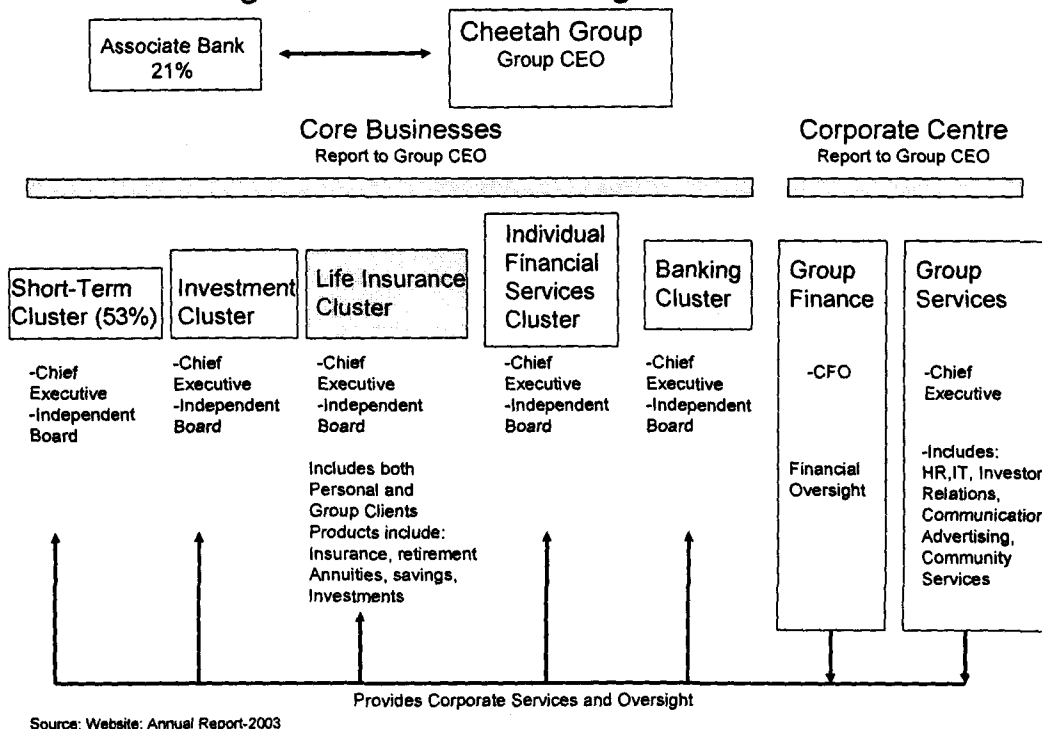 Associate Bank
21%
Cheetah Group
Group CEO
Core Businesses
Report to Group CEO
Corporate Centre
Report to Group CEO
Short-Term
Cluster (53%)
-Chief
Executive
-Independent
Board
Investment
Cluster
-Chief
Executive
-Independent
Board
Life Insurance
Cluster
-Chief
Executive
-Independent
Board
Includes both
Personal and
Group Clients
Products include:
Insurance, retirement
Annuities, savings,
Investments
Individual
Financial
Services
Cluster
-Chief
Executive
-Independent
Board
Banking
Cluster
-Chief
Executive
-Independent
Board
Group
Finance
-CFO
Financial
Oversight
Group
Services
-Chief
Executive
-Includes:
HR,IT, Investor
Relations,
Communication
Advertising,
Community
Services
Provides Corporate Services and Oversight
Source: Website: Annual Report-2003